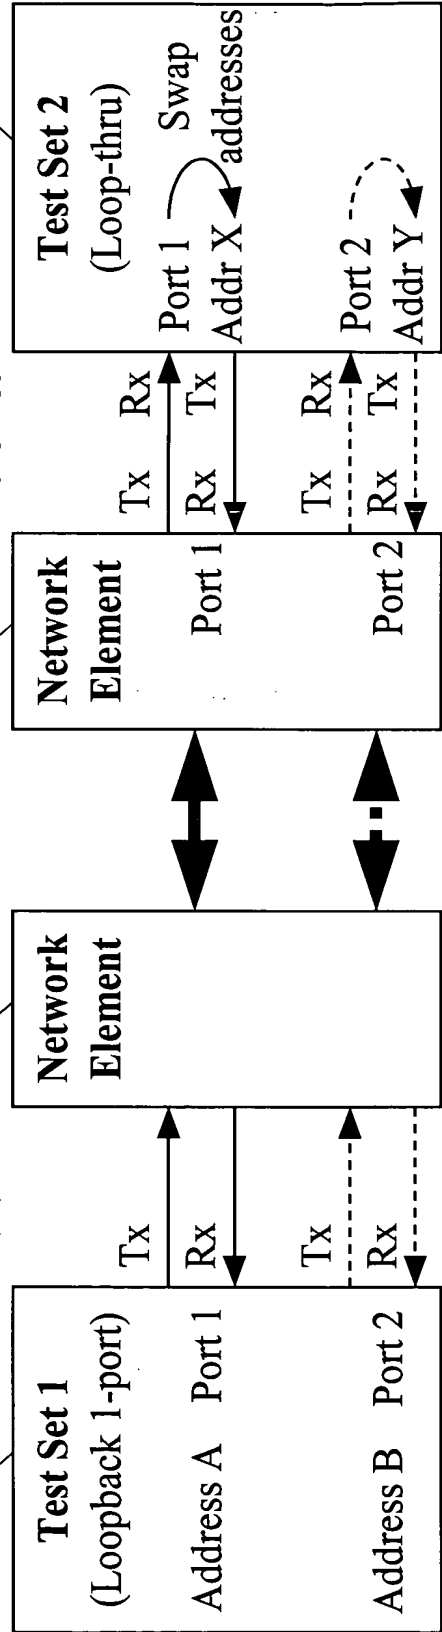 Test Set 1
(Loopback 1-port)
Address A Port 1
Address B Port 2
Tx
Rx
Tx
Rx
Network
Element
Network
Element
Port 1
Port 2
Tx Rx
Rx Tx
Tx Rx
Rx Tx
Test Set 2
(Loop-thru)
Port 1
Addr X
Swap
addresses
Port 2
Addr Y